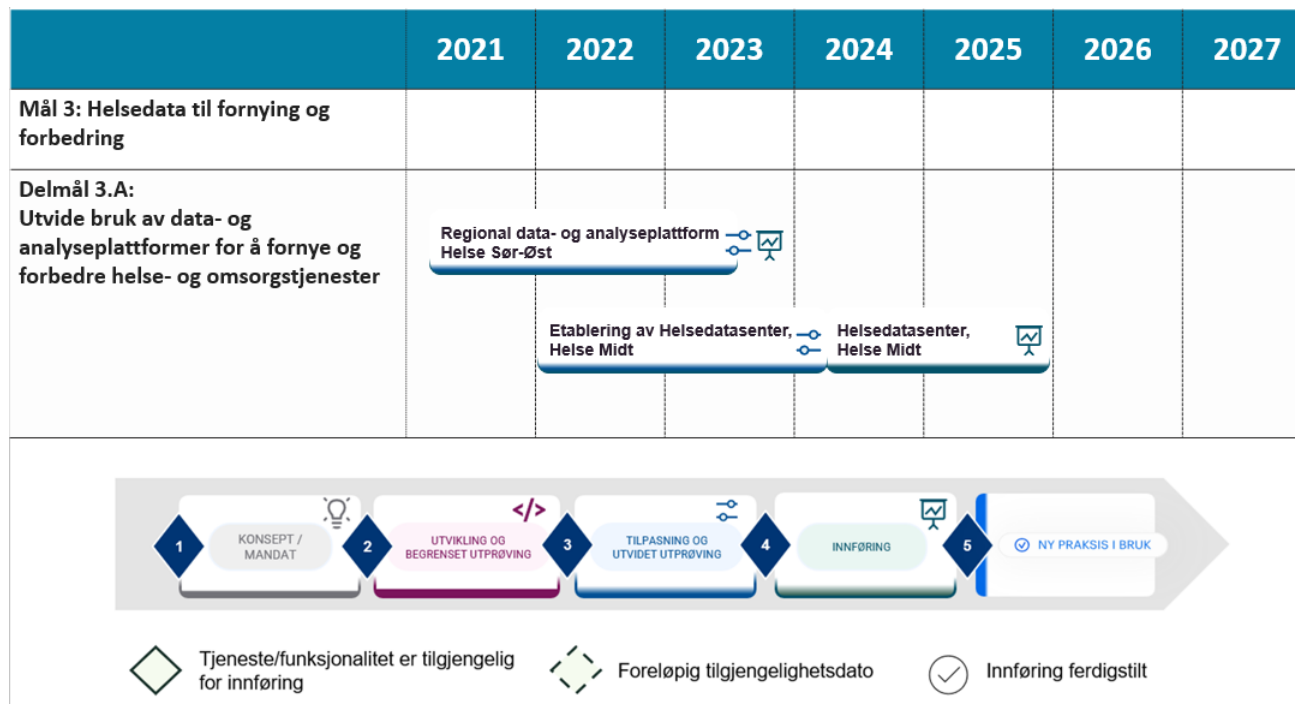 2021 2022 2023 2024 2025 2026 2027
Mål 3: Helsedata til fornying og
forbedring
Delmål 3.A:
Utvide bruk av data- og
analyseplattformer for å fornye og
forbedre helse- og omsorgstjenester
Regional data- og analyseplattform
Helse Sør-Øst
Etablering av Helsedatasenter,
Helse Midt
Helsedatasenter,
Helse Midt
1
KONSEPT /
MANDAT
2
</>
UTVIKLING OG
BEGRENSET UTPRØVING
3
TILPASNING OG
UTVIDET UTPRØVING
4
INNFØRING
5
NY PRAKSIS I BRUK
Tjeneste/funksjonalitet er tilgjengelig
for innføring
Foreløpig tilgjengelighetsdato
Innføring ferdigstilt